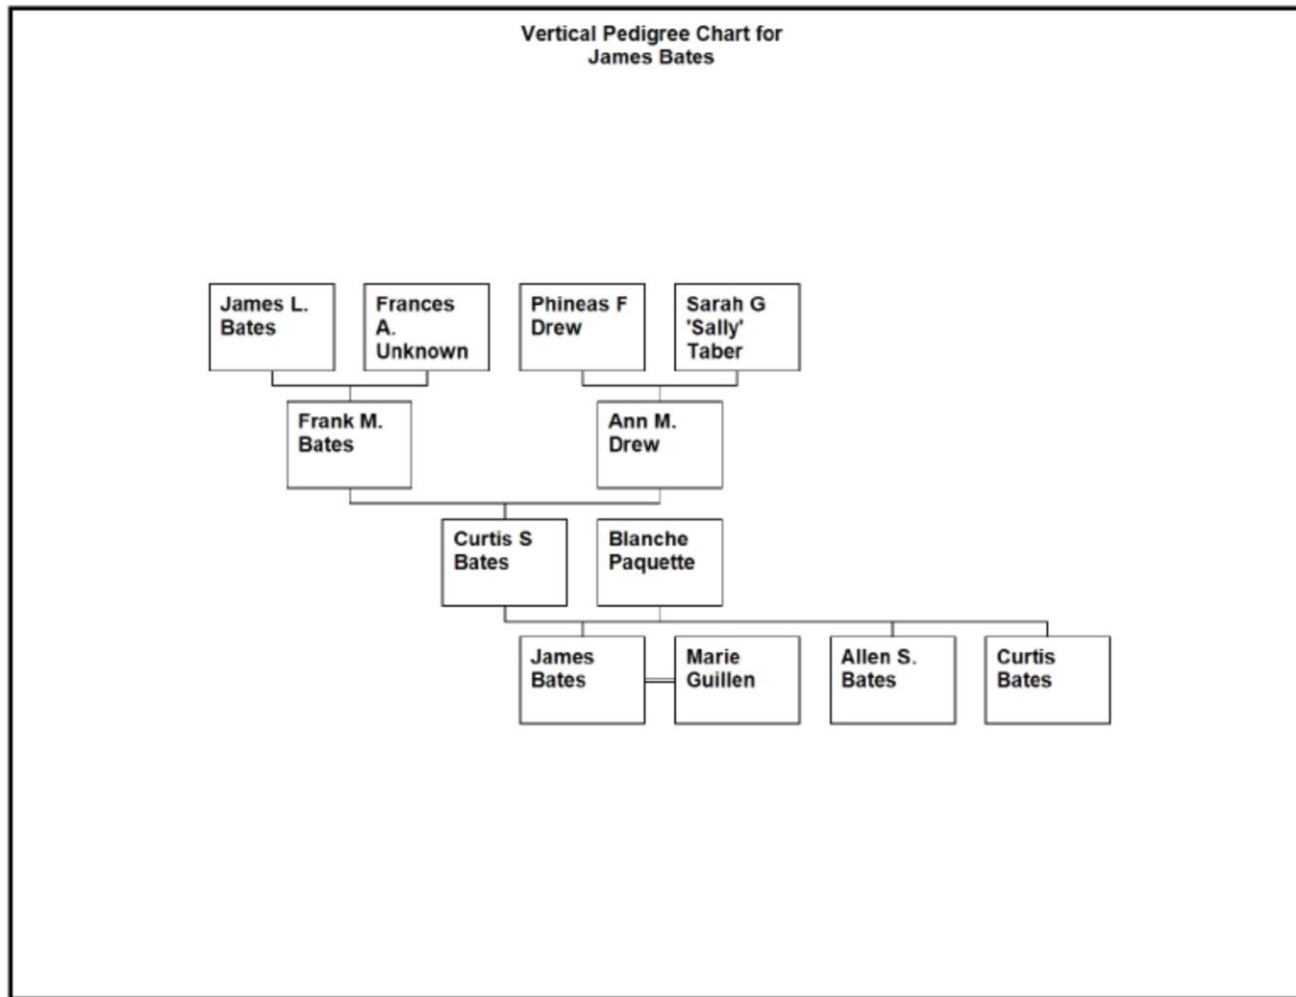 Vertical Pedigree Chart for
James Bates
James L.
Bates
Frances
A.
Unknown
Phineas F
Drew
Sarah G
'Sally'
Taber
Frank M.
Bates
Ann M.
Drew
Curtis S
Bates
Blanche
Paquette
James
Bates
Marie
Guillen
Allen S.
Bates
Curtis
Bates